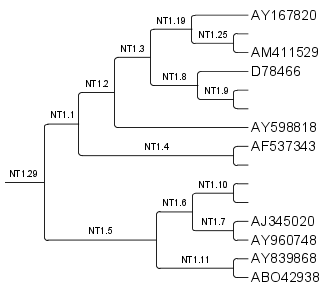 NT1.19
AY167820
NT1.25
NT1.3
AM411529
D78466
NT1.8
NT1.2
NT1.9
NT1.1
AY598818
NT1.4
AF537343
NT1.29
NT1.10
NT1.6
NT1.7
AJ345020
NT1.5
AY960748
AY839868
NT1.11
ABO42938